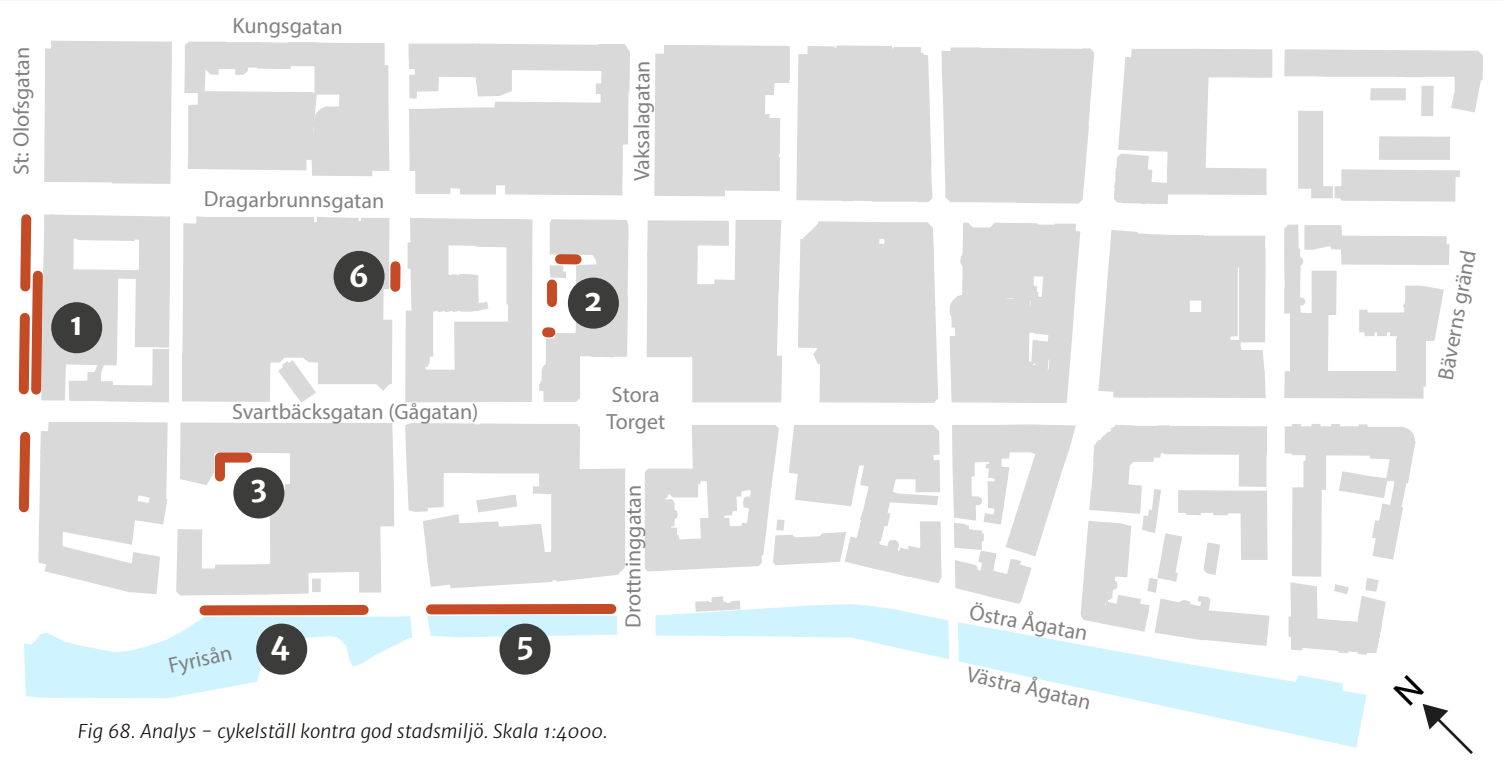 Kungsgatan
St: Olofsgatan
Vaksalagatan
Dragarbrunnsgatan
6
2
1
Bäverns gränd
Stora
Torget
Svartbäcksgatan (Gågatan)
3
Drottninggatan
Östra Ågatan
4
5
Fyrisån
Västra Ågatan
N
Fig 68. Analys – cykelställ kontra god stadsmiljö. Skala 1:4000.